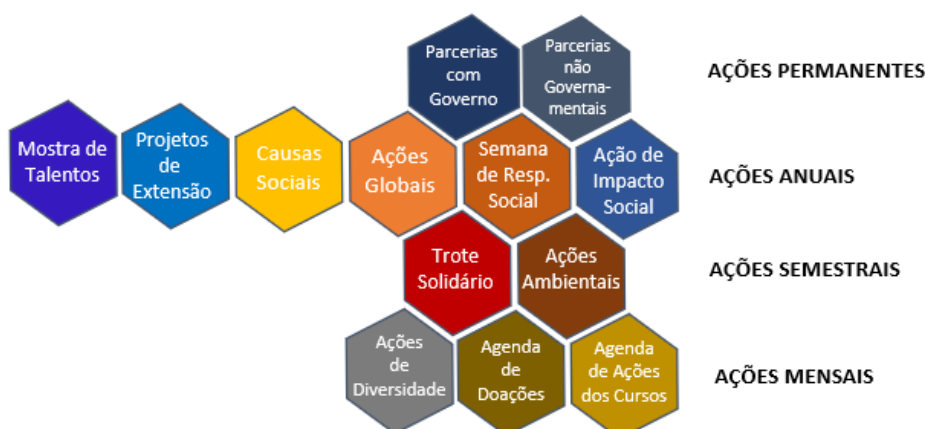 Parcerias
com
Governo
Parcerias
não
Governa-
mentais
AÇÕES PERMANENTES
Mostra de
Talentos
Projetos
de
Extensão
Causas
Sociais
Ações
Globais
Semana
de Resp.
Social
Ação de
Impacto
Social
AÇÕES ANUAIS
Trote
Solidário
Ações
Ambientais
AÇÕES SEMESTRAIS
Ações
de
Diversidade
Agenda
de
Doações
Agenda
de Ações
dos Cursos
AÇÕES MENSAIS